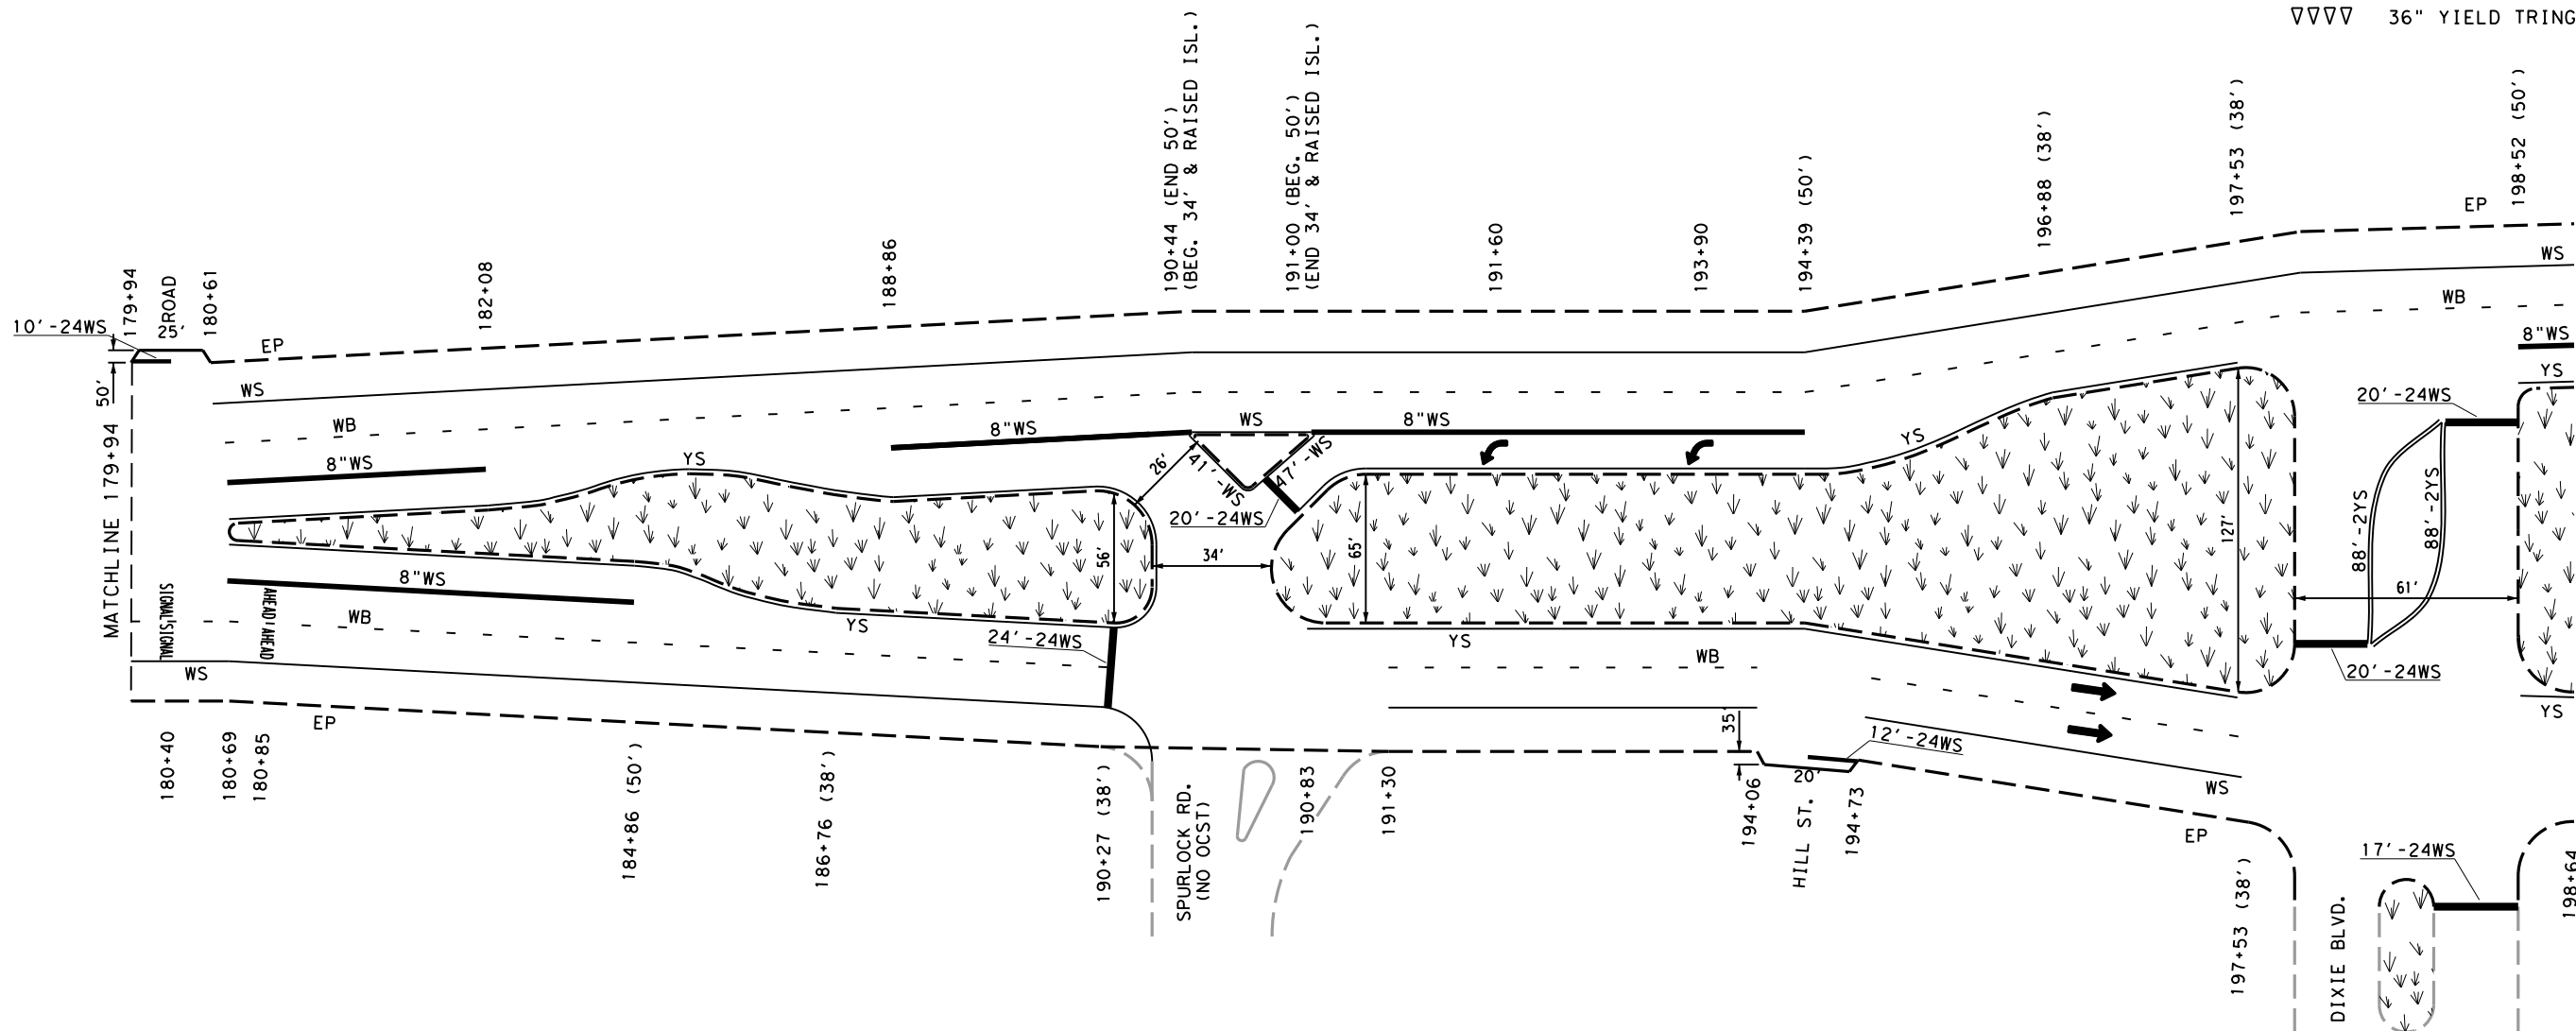 36" YIELD TRING
190+44 (END 50')
(BEG. 34' & RAISED ISL.)
191+00 (BEG. 50')
(END 34' & RAISED ISL.)
179+94
ROAD
25'
180+61
182+08
188+86
191+60
193+90
194+39 (50')
196+88 (38')
197+53 (38')
198+52 (50')
10'-24WS
50'
EP
EP
WS
WS
WB
WB
8"WS
8"WS
8"WS
8"WS
WS
YS
YS
YS
MATCHLINE 179+94
26'
41'-WS
47'-WS
20'-24WS
20'-24WS
88'-2YS
88'-2YS
56'
34'
65'
127'
61'
SIGNAL
SIGNAL
AHEAD
AHEAD
8"WS
WB
YS
24'-24WS
YS
WB
20'-24WS
WS
YS
EP
35'
12'-24WS
20'
WS
EP
180+40
180+69
180+85
184+86 (50')
186+76 (38')
190+27 (38')
SPURLOCK RD.
(NO OCST)
190+83
191+30
194+06
HILL ST.
194+73
197+53 (38')
DIXIE BLVD.
17'-24WS
198+64